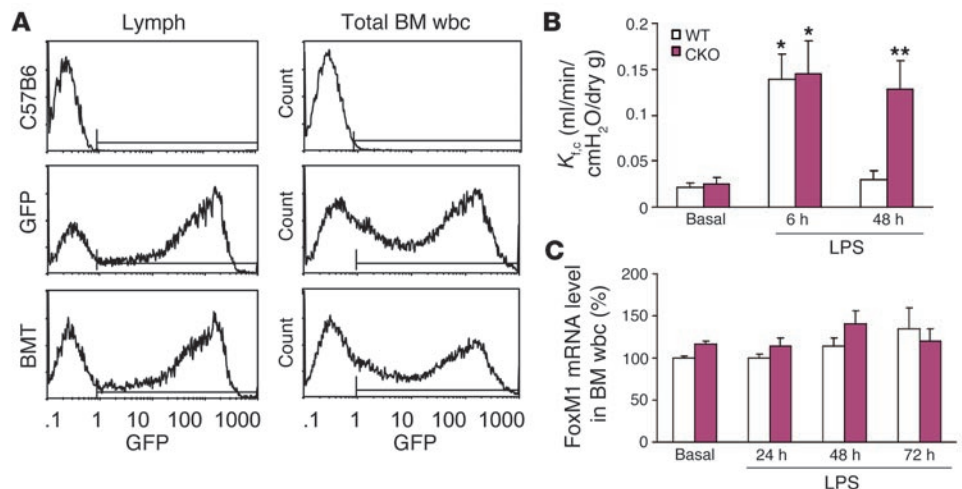 A
Lymph
Total BM wbc
C57B6
Count
GFP
Count
BMT
Count
.1 1 10 100 1000
GFP
.1 1 10 100 1000
GFP
B
WT
CKO
K f,c (ml/min/
cmH2O/dry g)
0.2
0.15
0.1
0.05
0
* * **
Basal
6 h
48 h
LPS
C
FoxM1 mRNA level
in BM wbc (%)
200
150
100
50
0
Basal
24 h
48 h
72 h
LPS